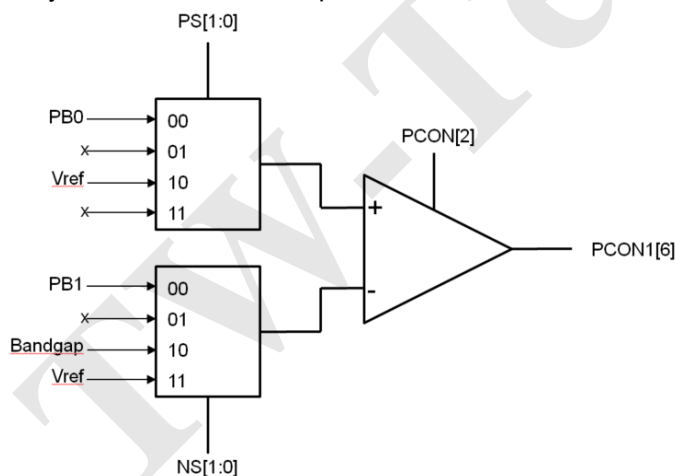 PS[1:0]
PB0
00
x
01
Vref
10
x
11
PCON[2]
+
-
PCON1[6]
PB1
00
x
01
Bandgap
10
Vref
11
NS[1:0]